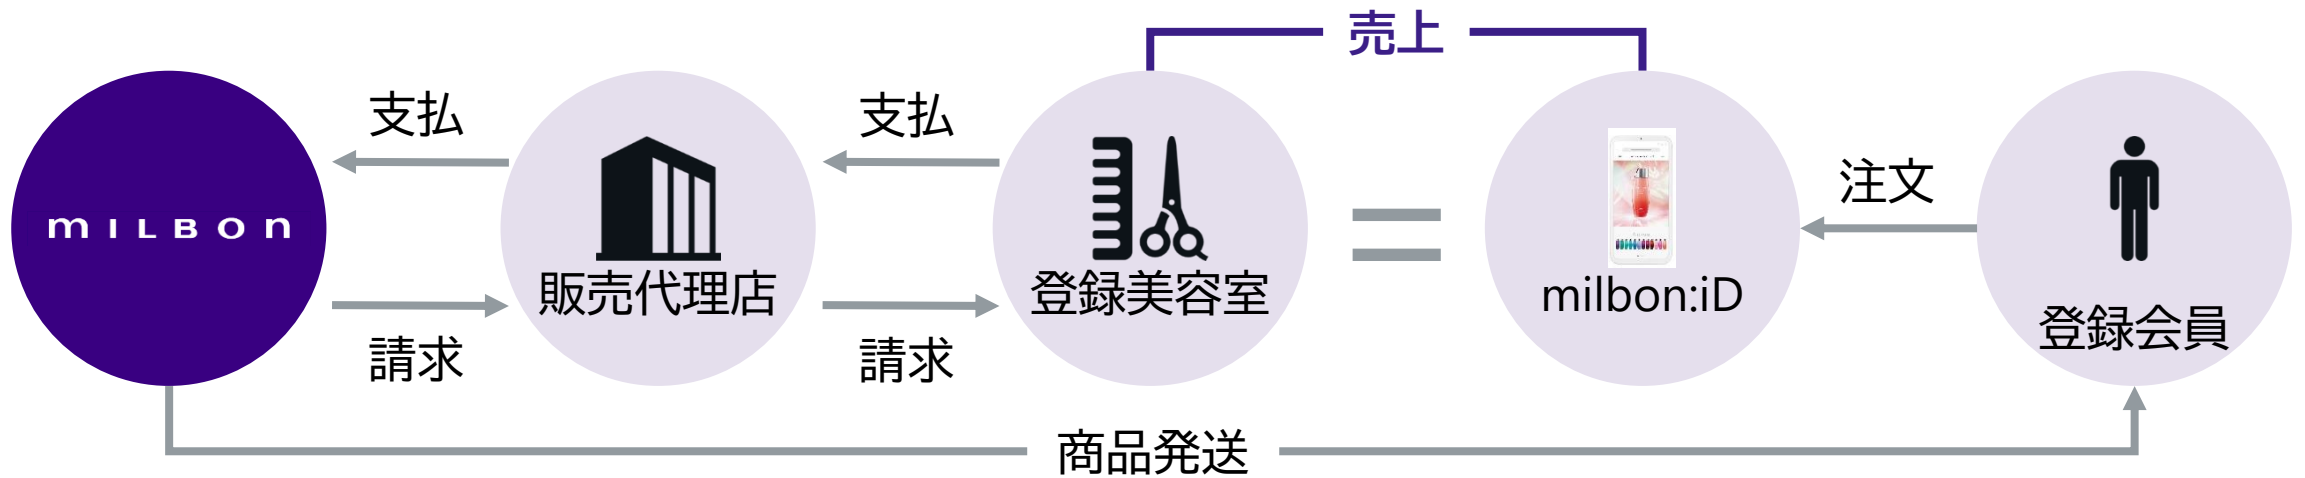 売上
支払
支払
注文
MILBON
販売代理店
登録美容室
milbon:iD
登録会員
請求
請求
商品発送